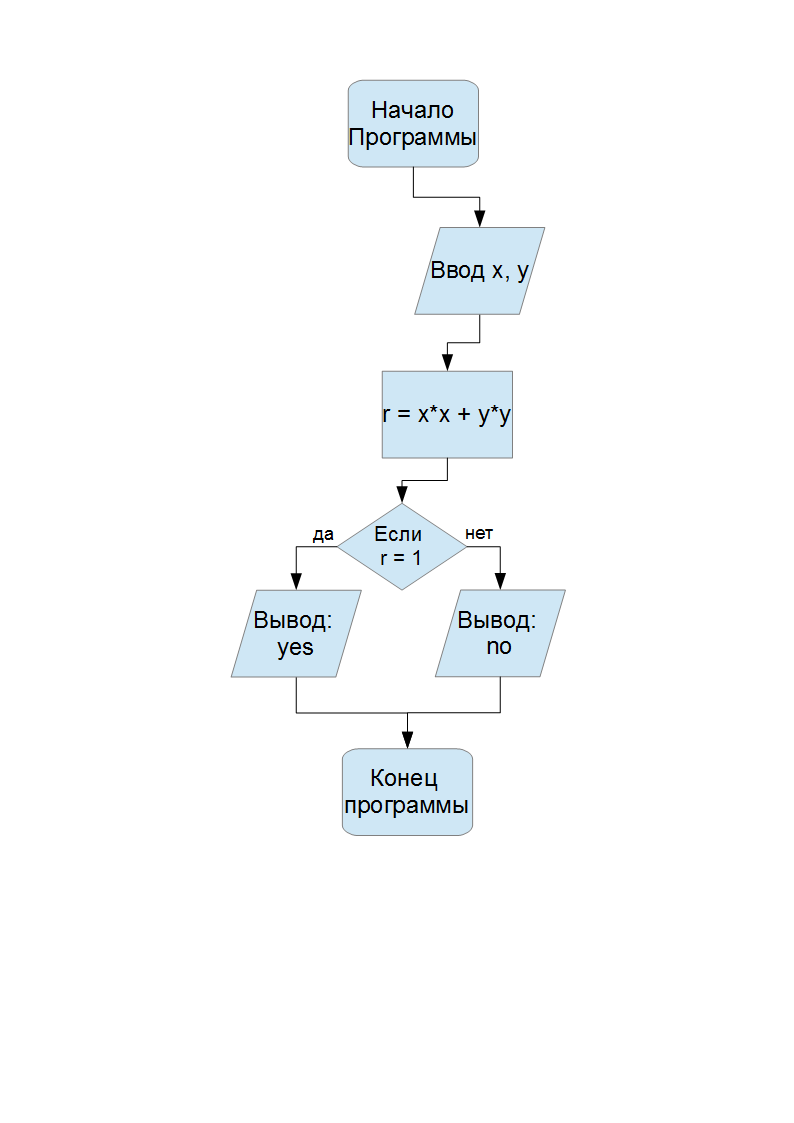 Начало
Программы
Ввод x, y
r = x*x + y*y
да
Если
r = 1
нет
Вывод:
yes
Вывод:
no
Конец
программы